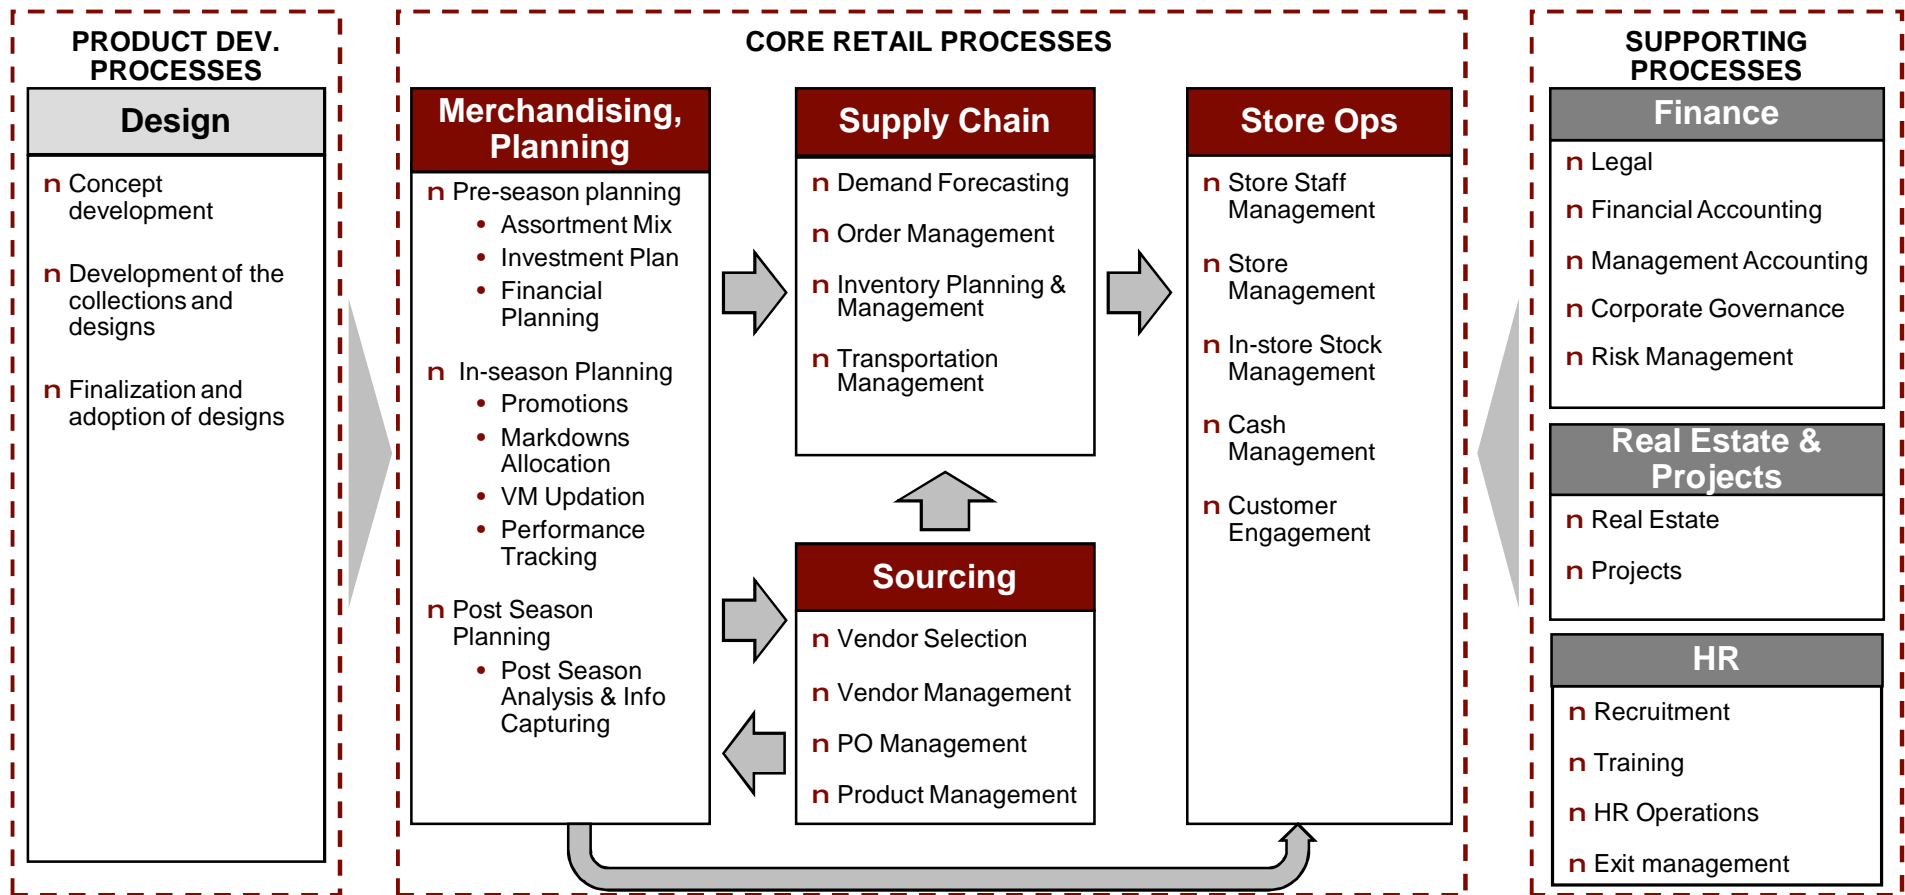 PRODUCT DEV.
PROCESSES
Design
n Concept
development
n Development of the
collections and
designs
n Finalization and
adoption of designs
CORE RETAIL PROCESSES
Merchandising,
Planning
n Pre-season planning
• Assortment Mix
• Investment Plan
• Financial
Planning
n In-season Planning
• Promotions
• Markdowns
Allocation
• VM Updation
• Performance
Tracking
n Post Season
Planning
• Post Season
Analysis & Info
Capturing
Supply Chain
n Demand Forecasting
n Order Management
n Inventory Planning &
Management
n Transportation
Management
Sourcing
n Vendor Selection
n Vendor Management
n PO Management
n Product Management
Store Ops
n Store Staff
Management
n Store
Management
n In-store Stock
Management
n Cash
Management
n Customer
Engagement
SUPPORTING
PROCESSES
Finance
n Legal
n Financial Accounting
n Management Accounting
n Corporate Governance
n Risk Management
Real Estate &
Projects
n Real Estate
n Projects
HR
n Recruitment
n Training
n HR Operations
n Exit management